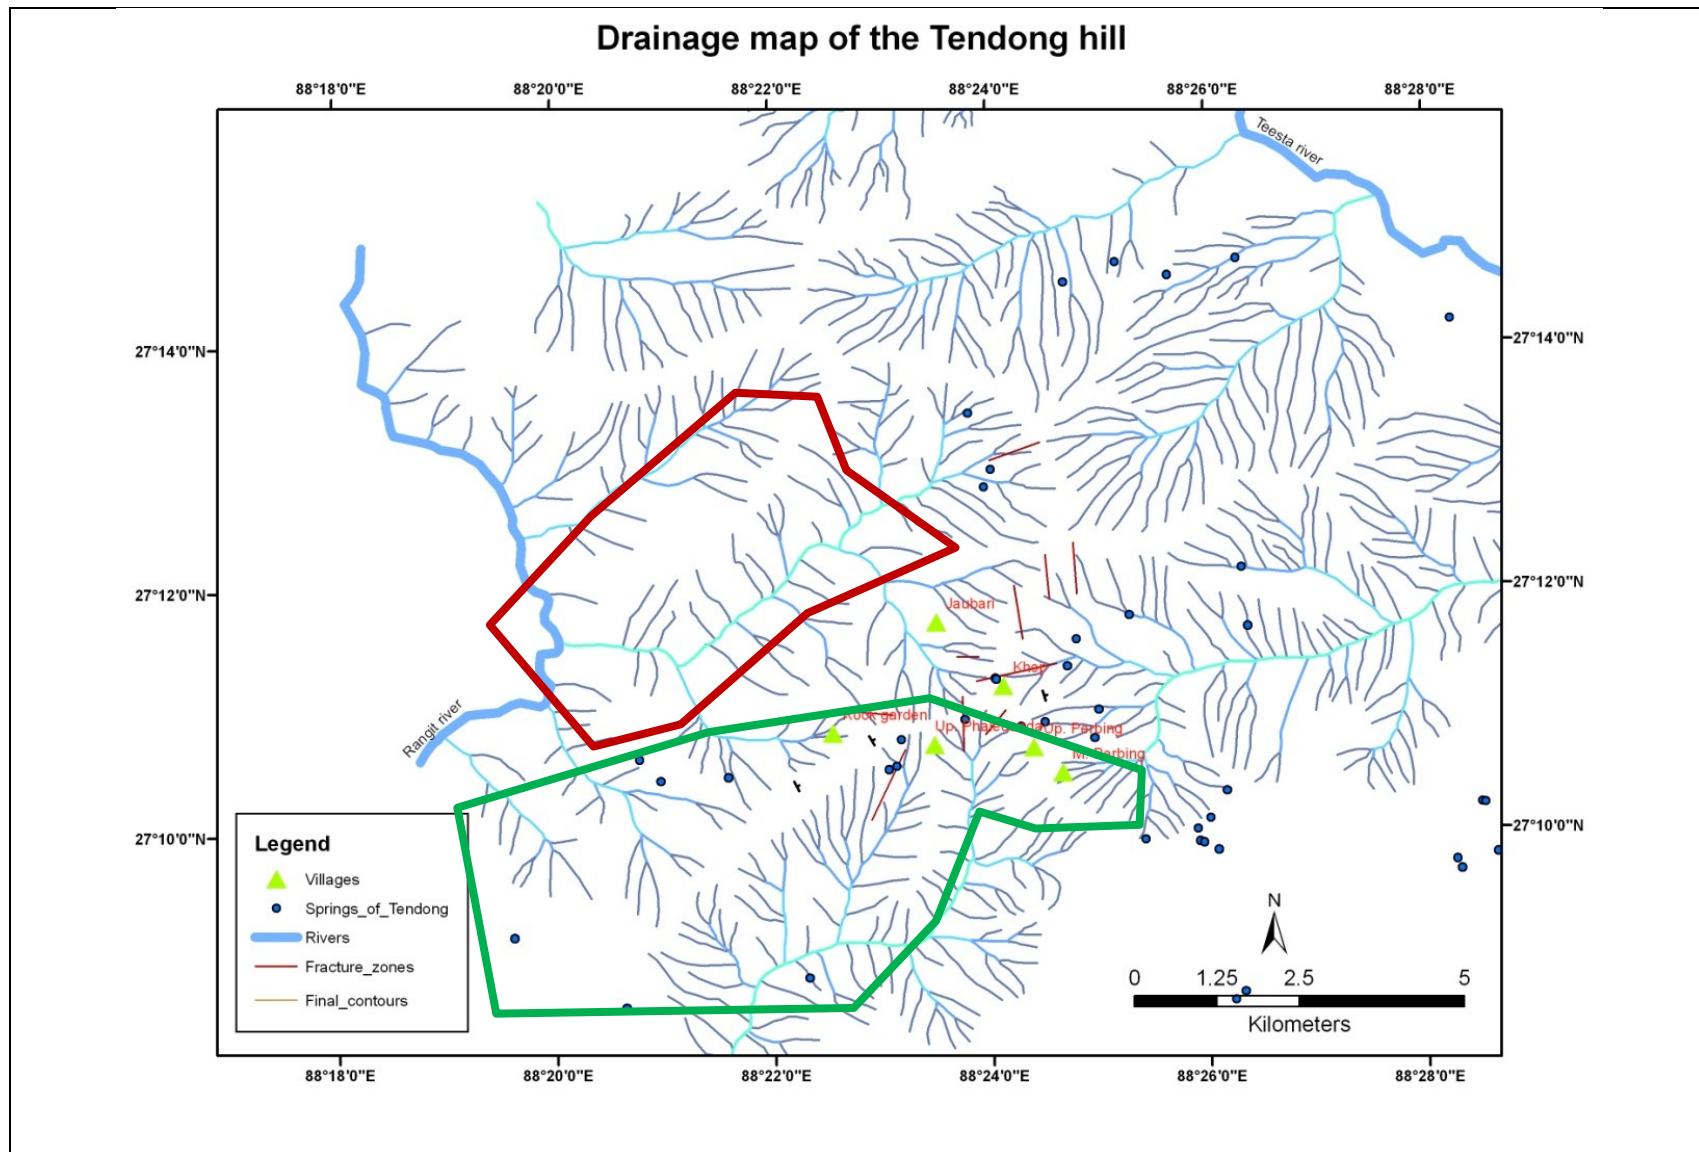 Drainage map of the Tendong hill
88°18'0"E 88°20'0"E 88°22'0"E 88°24'0"E 88°26'0"E 88°28'0"E
Teesta river
27°14'0"N 27°14'0"N
27°12'0"N 27°12'0"N
Jaubari
Khop
Rangit river
Rock garden
Up. Perbing
M. Perbing
27°10'0"N 27°10'0"N
Legend
Villages
Springs_of_Tendong
Rivers
Fracture_zones
Final_contours
N
0 1.25 2.5 5
Kilometers
88°18'0"E 88°20'0"E 88°22'0"E 88°24'0"E 88°26'0"E 88°28'0"E